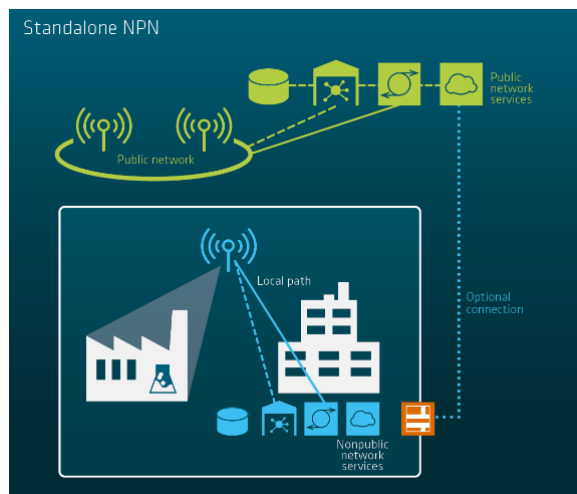 Standalone NPN
Public
network
services
Public network
Local path
Optional
connection
Nonpublic
network
services